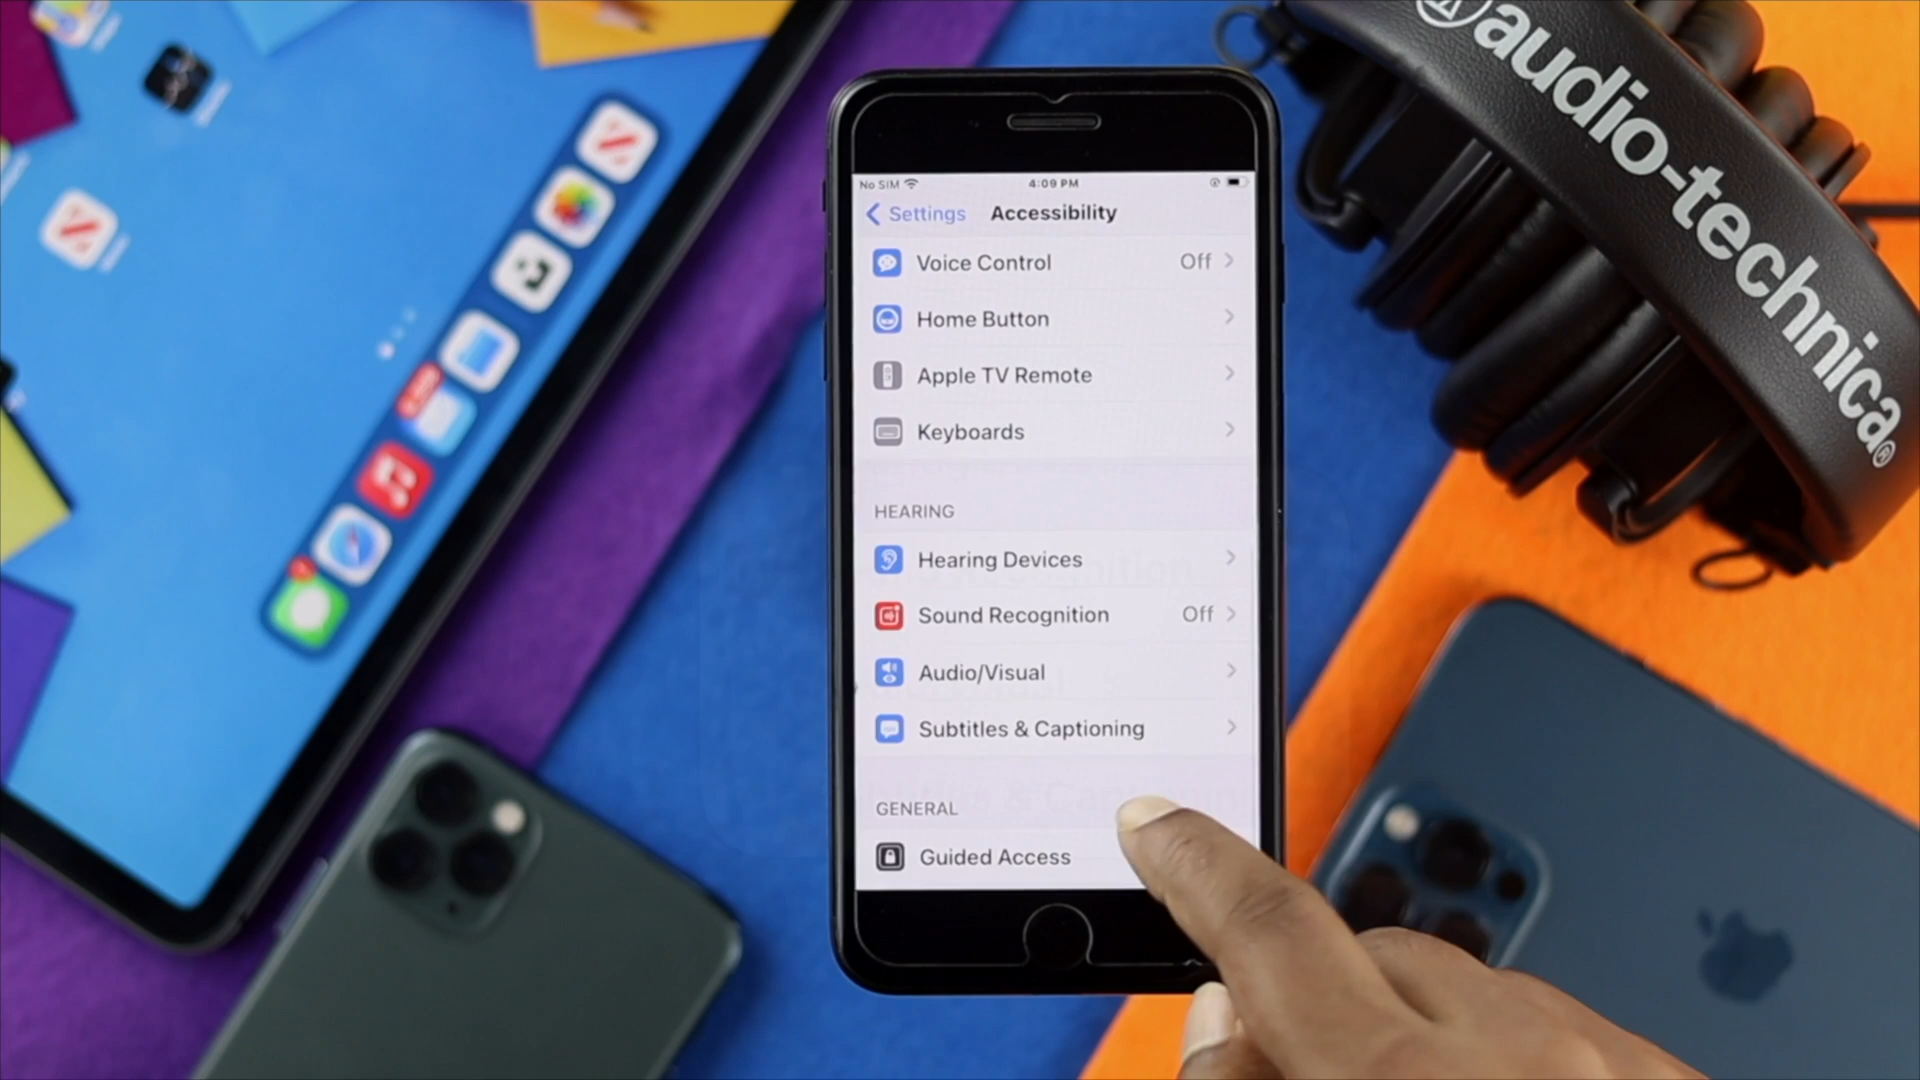 audio-technica®
No SIM
4:09 PM
Settings
Accessibility
Voice Control
Off
Home Button
Apple TV Remote
Keyboards
HEARING
Hearing Devices
Sound Recognition
Off
Audio/Visual
Subtitles & Captioning
GENERAL
Guided Access